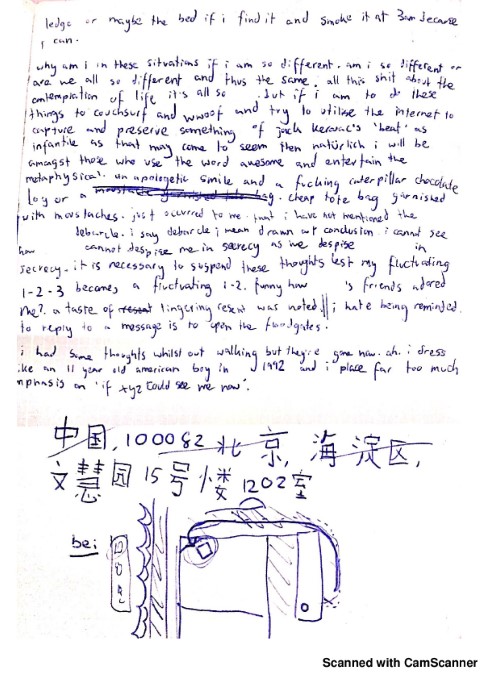 ledge or maybe the bed if i find it and smoke it at 3am because
i can.
why am i in these situations if i am so different. am i so different or
are we all so different and thus the same. all this shit about the
contemplation of life it's all so . but if i am to do these
things to couchsurf and wwoof and try to utilise the internet to
capture and preserve something of jack kerouac's 'beat' as
infantile as that may come to seem then natürlich i will be
amongst those who use the word awesome and entertain the
metaphysical. un apologetic smile and a fucking caterpillar chocolate
log or a cheap tote bag garnished
with moustaches. just occurred to me that i have not mentioned the
debacle. i say debacle i mean drawn out conclusion. i cannot see
how cannot despise me in secrecy as we despise in
secrecy. it is necessary to suspend these thoughts lest my fluctuating
1-2-3 becomes a fluctuating 1-2. funny how 's friends adored
me? a taste of lingering resent was noted. i hate being reminded.
to reply to a message is to open the floodgates.
i had some thoughts whilst out walking but they're gone now. ah. i dress
like an 11 year old american boy in 1992 and i place far too much
emphasis on 'if xyz could see me now'.
中国, 100082 北京, 海淀区,
文慧园15号楼1202室
bei
Scanned with CamScanner